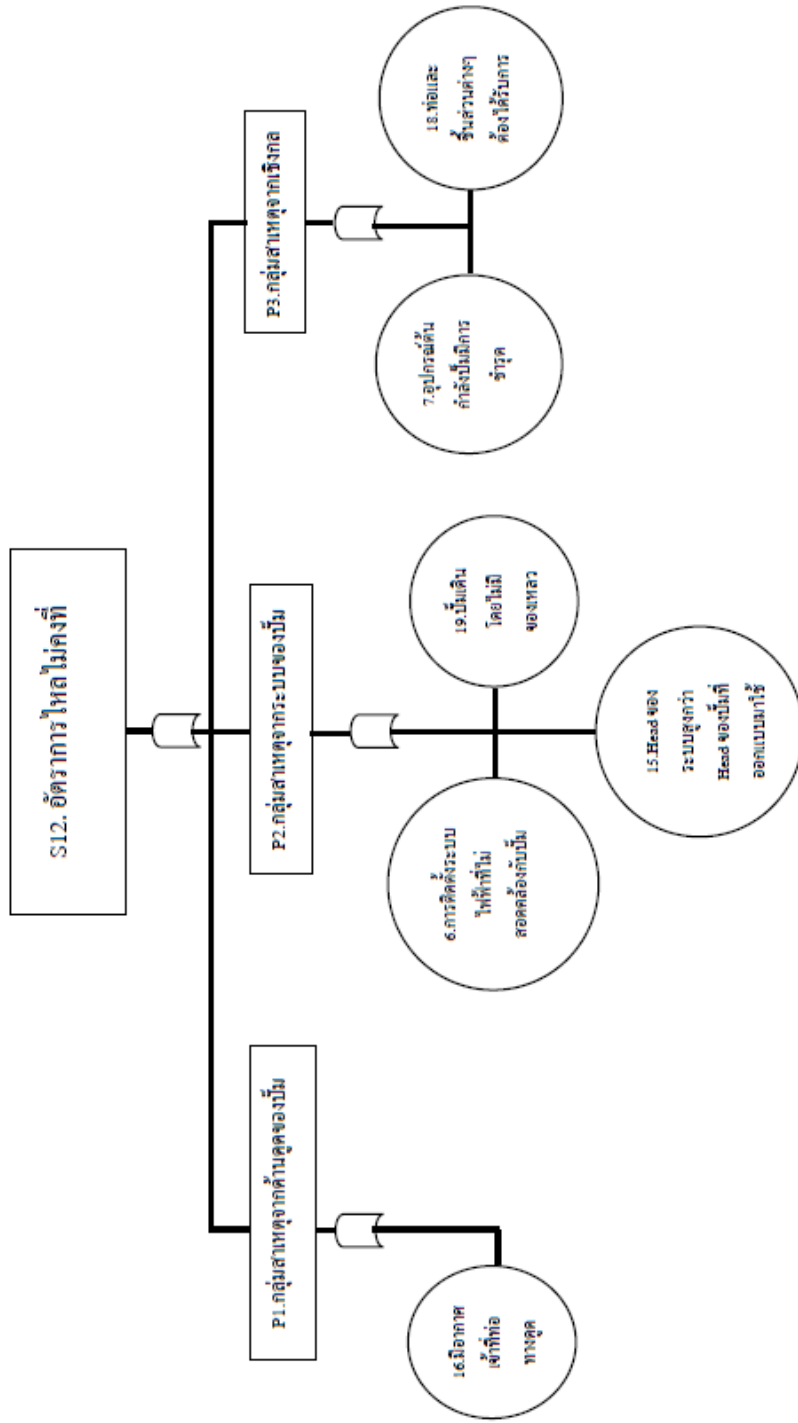 S12. อัตราการไหลไม่คงที่
P1.กลุ่มสาเหตุจากด้านดูดของปั๊ม
P2.กลุ่มสาเหตุจากระบบของปั๊ม
P3.กลุ่มสาเหตุจากเชิงกล
16.มีอากาศ
เข้าที่ท่อ
ทางดูด
6.การติดตั้งระบบ
ไฟฟ้าที่ไม่
สอดคล้องกับปั๊ม
19.ปั๊มเดิน
โดยไม่มี
ของเหลว
15.Head ของ
ระบบสูงกว่า
Head ของปั๊มที่
ออกแบบมาใช้
7.อุปกรณ์ต้น
กำลังปั๊มมีการ
ชำรุด
18.ท่อและ
ชิ้นส่วนต่างๆ
ต้องได้รับการ